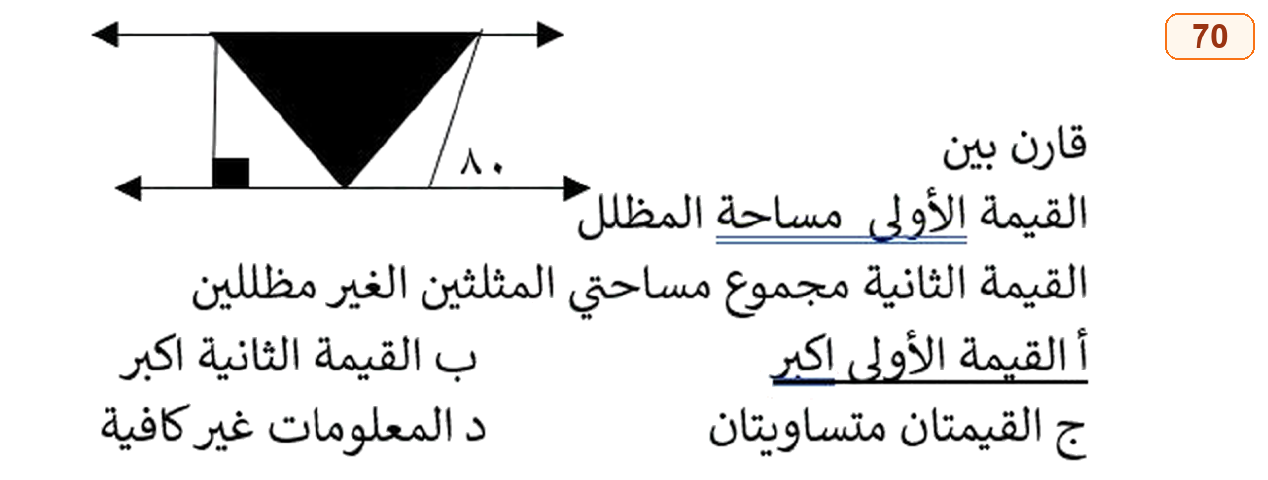 70
٨٠
قارن بين
القيمة الأولى مساحة المظلل
القيمة الثانية مجموع مساحتي المثلثين الغير مظللين
أ القيمة الأولى اكبر ب القيمة الثانية اكبر
ج القيمتان متساويتان د المعلومات غير كافية